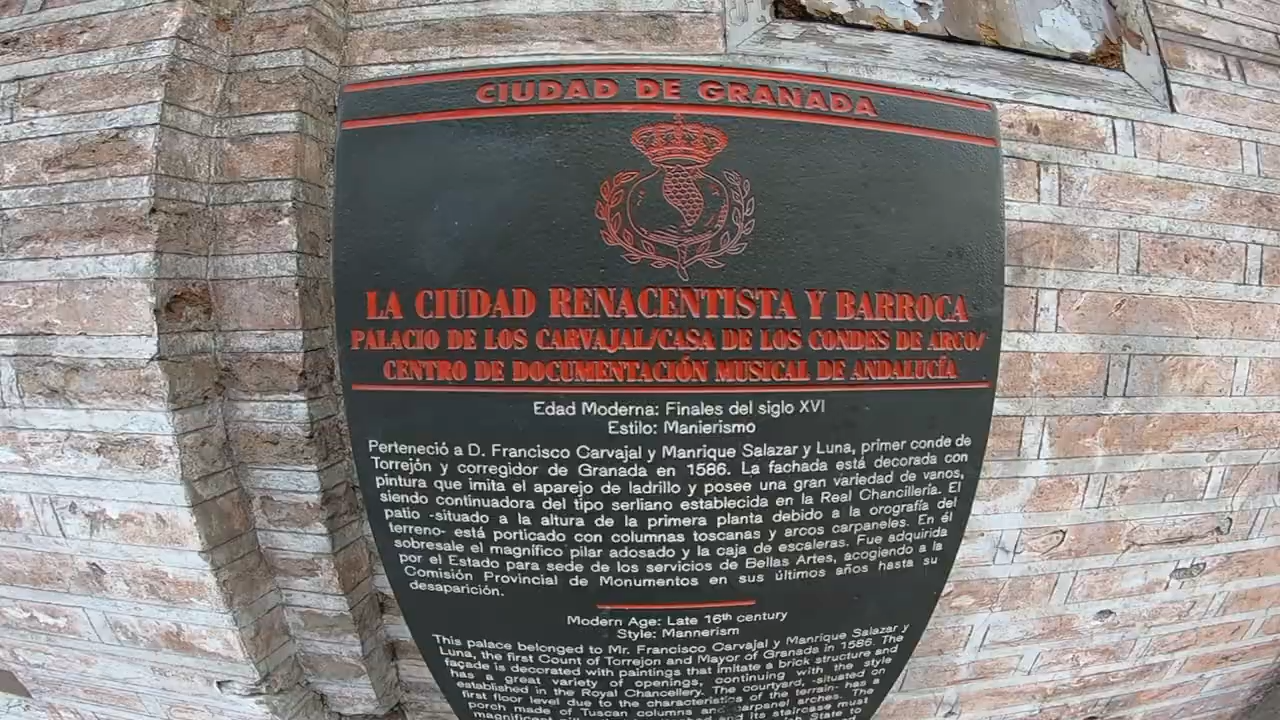 CIUDAD DE GRANADA
LA CIUDAD RENACENTISTA Y BARROCA
PALACIO DE LOS CARVAJAL/CASA DE LOS CONDES DE ARCO/
CENTRO DE DOCUMENTACIÓN MUSICAL DE ANDALUCÍA
Edad Moderna: Finales del siglo XVI
Estilo: Manierismo
Perteneció a D. Francisco Carvajal y Manrique Salazar y Luna, primer conde de
Torrejón y corregidor de Granada en 1586. La fachada está decorada con
pintura que imita el aparejo de ladrillo y posee una gran variedad de vanos,
siendo continuadora del tipo serliano establecida en la Real Chancillería. El
patio -situado a la altura de la primera planta debido a la orografía del
terreno- está porticado con columnas toscanas y arcos carpaneles. En él
sobresale el magnífico pilar adosado y la caja de escaleras. Fue adquirida
por el Estado para sede de los servicios de Bellas Artes, acogiendo a la
Comisión Provincial de Monumentos en sus últimos años hasta su
desaparición.
Modern Age: Late 16th century
Style: Mannerism
This palace belonged to Mr. Francisco Carvajal y Manrique Salazar y
Luna, the first Count of Torrejon and Mayor of Granada in 1586. The
façade is decorated with paintings that imitate a brick structure and
has a great variety of openings, continuing with the style
established in the Royal Chancellery. The courtyard, -situated on
first floor level due to the characteristics of the terrain- has a
porch made of Tuscan columns and carpanel arches. The
magnificent and its staircase must
State to